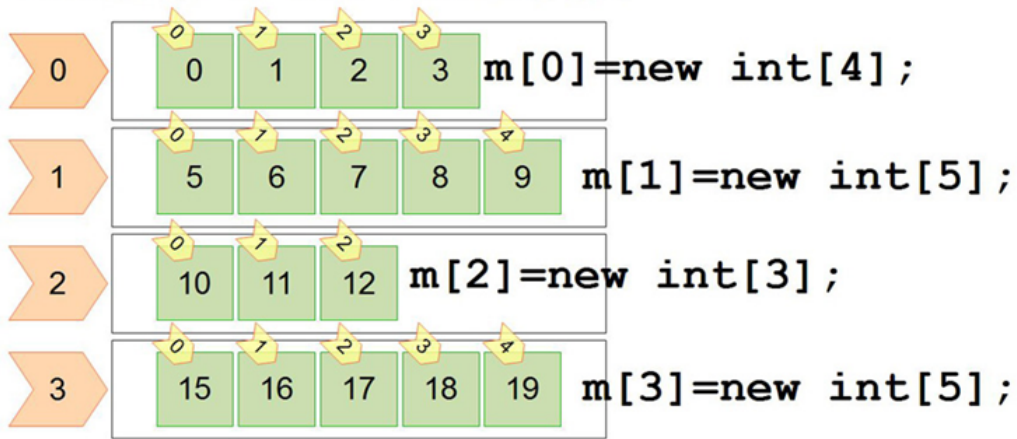 0 1 2 3
0 0 1 2 3 m[0]=new int[4];
0 1 2 3 4
1 5 6 7 8 9 m[1]=new int[5];
0 1 2
2 10 11 12 m[2]=new int[3];
0 1 2 3 4
3 15 16 17 18 19 m[3]=new int[5];